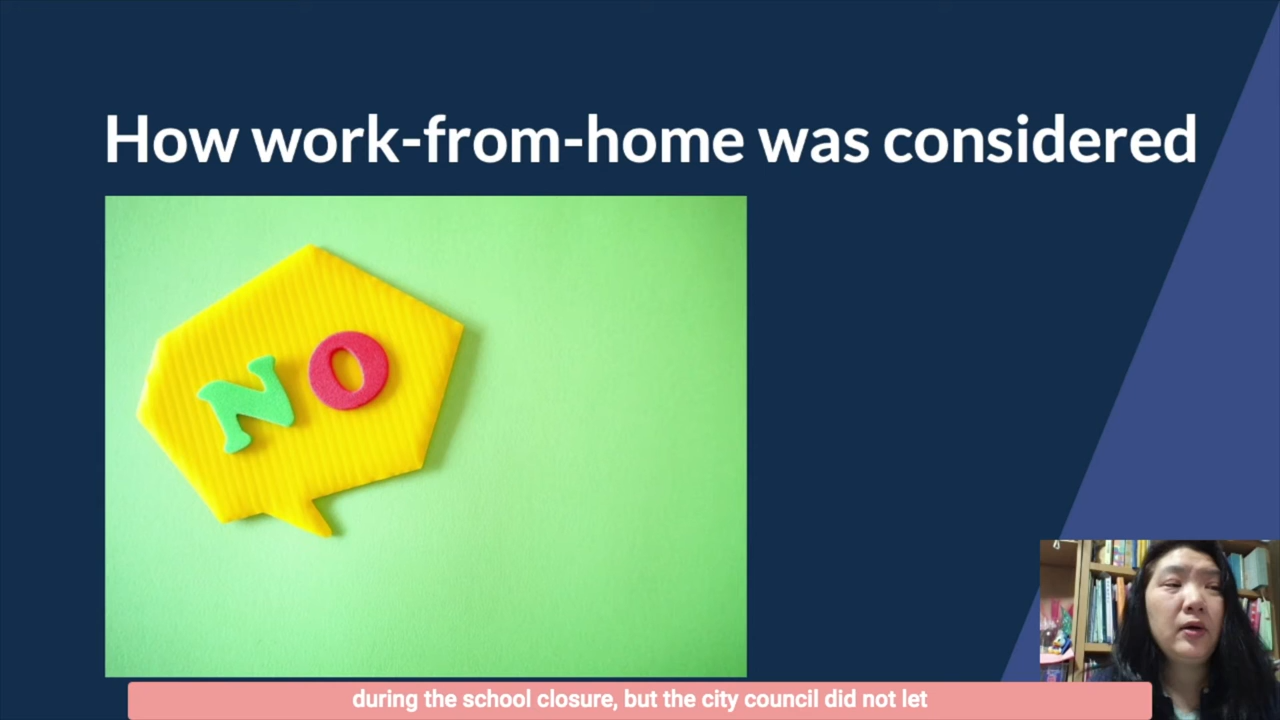 How work-from-home was considered
NO
during the school closure, but the city council did not let